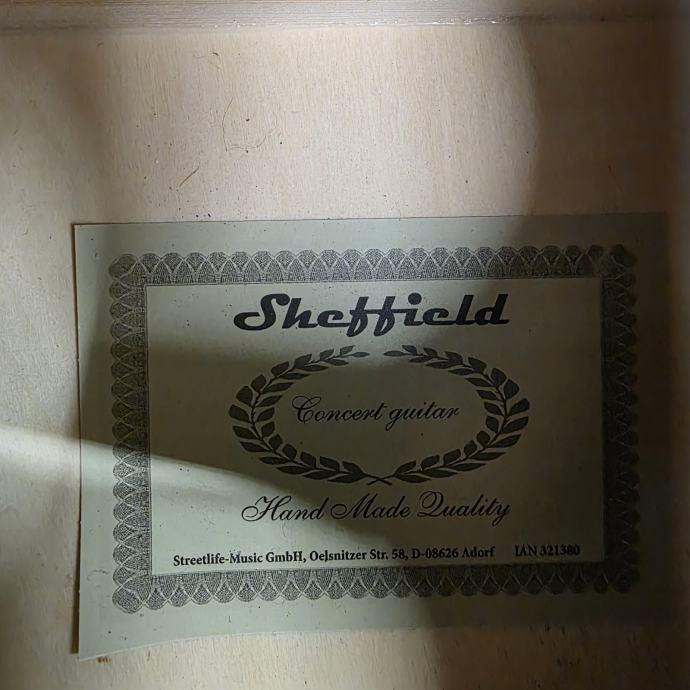 Sheffield
Concert guitar
Hand Made Quality
Streetlife-Music GmbH, Oelsnitzer Str. 58, D-08626 Adorf IAN 321380